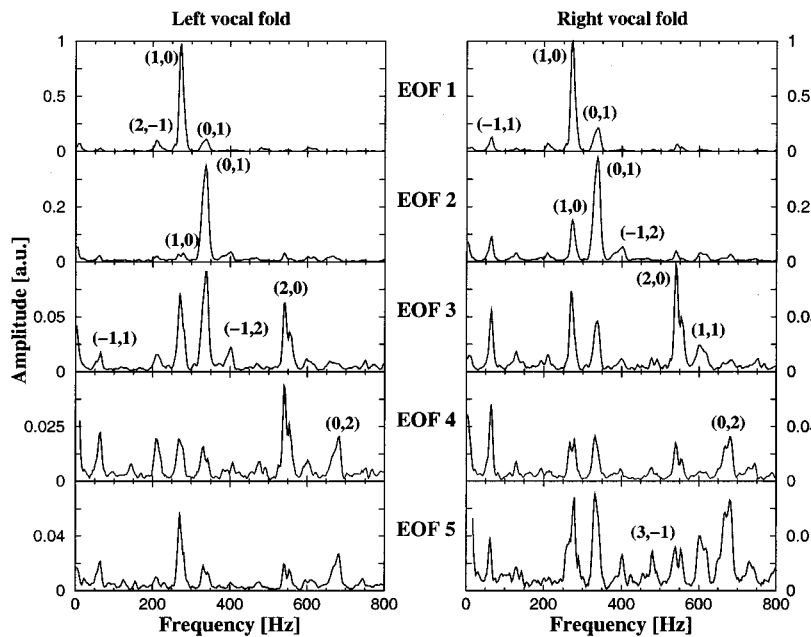 Left vocal fold Right vocal fold
1 (1,0) EOF 1 (1,0) 1
0.5 (2,−1) (0,1) (−1,1) (0,1) 0.5
0 0
(0,1) EOF 2 (0,1)
0.2 (1,0) (1,0) (−1,2) 0.2
0 0
(2,0) EOF 3 (2,0)
0.05 (−1,1) (−1,2) (1,1)
0 0
EOF 4
0.025 (0,2) (0,2)
0 0
EOF 5
0.04 (3,−1)
0 0
0 200 400 600 800 0 200 400 600 800
Frequency [Hz] Frequency [Hz]
Amplitude [a.u.]